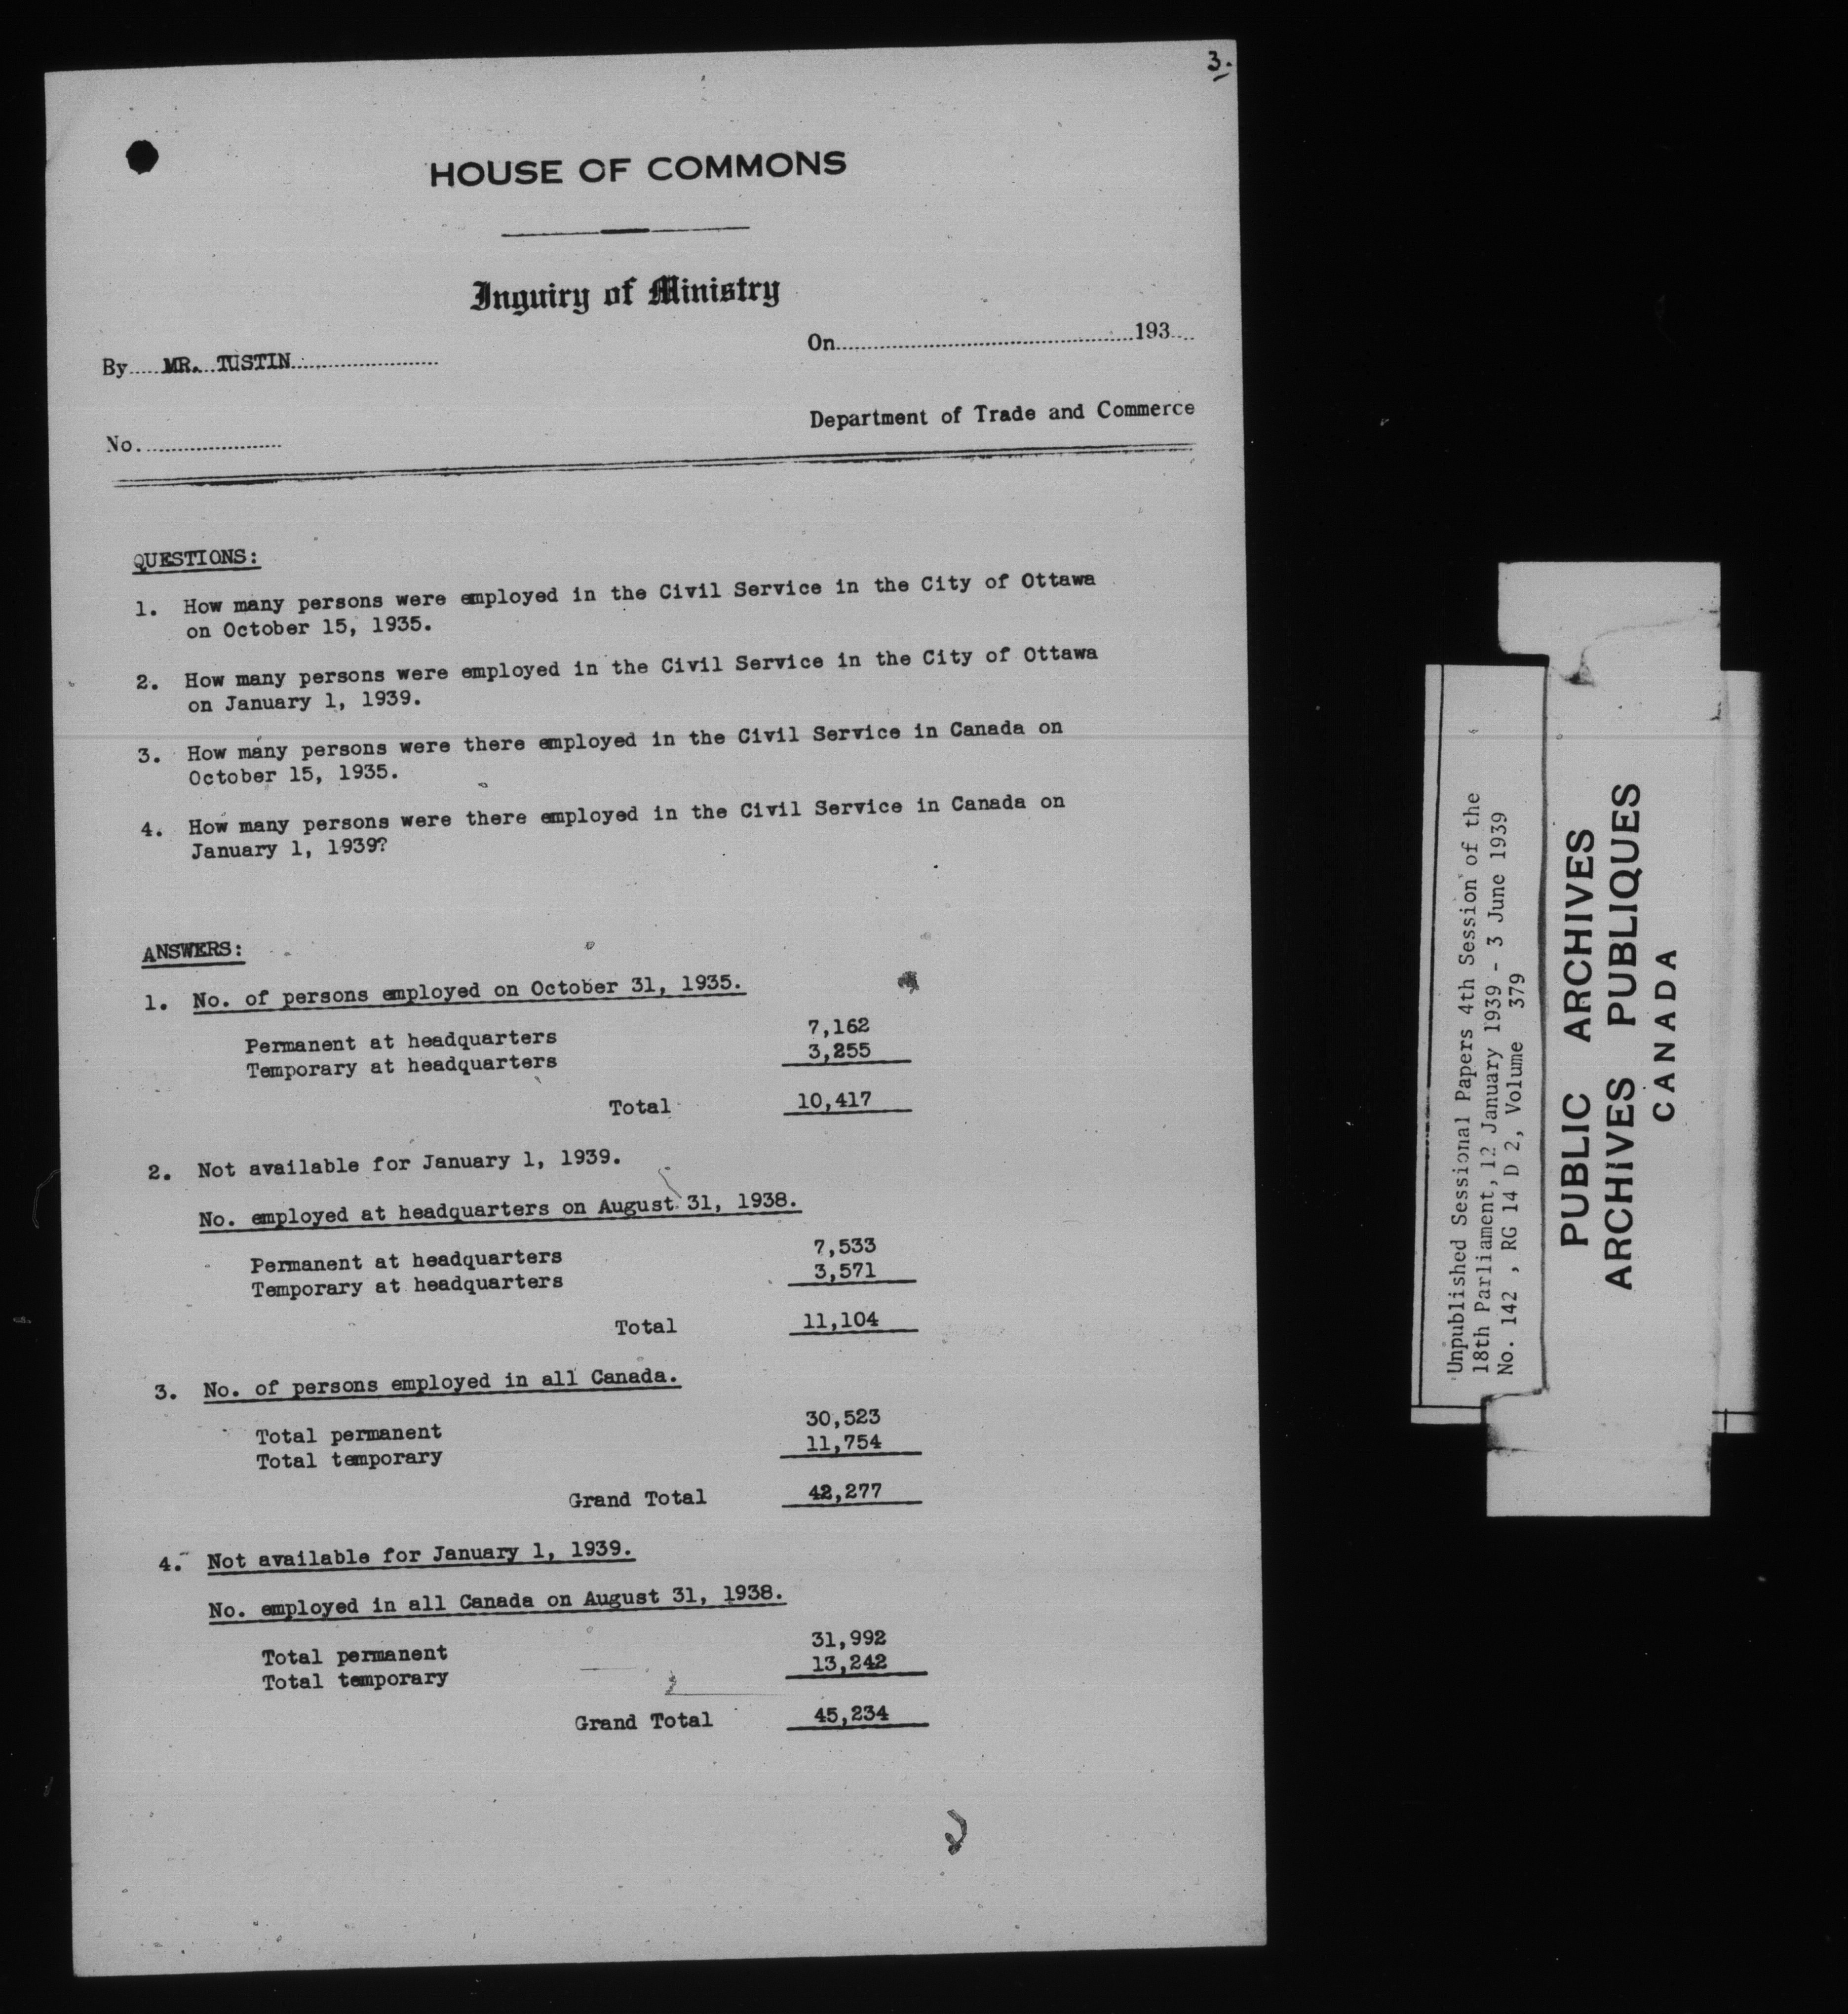 3.
HOUSE OF COMMONS
Inquiry of Ministry
On..........193....
By.....MR. TUSTIN..........
Department of Trade and Commerce
No...........
QUESTIONS:
1. How many persons were employed in the Civil Service in the City of Ottawa
on October 15, 1935.
2. How many persons were employed in the Civil Service in the City of Ottawa
on January 1, 1939.
3. How many persons were there employed in the Civil Service in Canada on
October 15, 1935.
4. How many persons were there employed in the Civil Service in Canada on
January 1, 1939?
ANSWERS:
1. No. of persons employed on October 31, 1935.
Permanent at headquarters 7,162
Temporary at headquarters 3,255
Total 10,417
2. Not available for January 1, 1939.
No. employed at headquarters on August 31, 1938.
Permanent at headquarters 7,533
Temporary at headquarters 3,571
Total 11,104
3. No. of persons employed in all Canada.
Total permanent 30,523
Total temporary 11,754
Grand Total 42,277
4. Not available for January 1, 1939.
No. employed in all Canada on August 31, 1938.
Total permanent 31,992
Total temporary 13,242
Grand Total 45,234
Unpublished Sessional Papers 4th Session of the
18th Parliament, 12 January 1939 - 3 June 1939
No. 142 , RG 14 D 2, Volume 379
PUBLIC ARCHIVES
ARCHIVES PUBLIQUES
CANADA